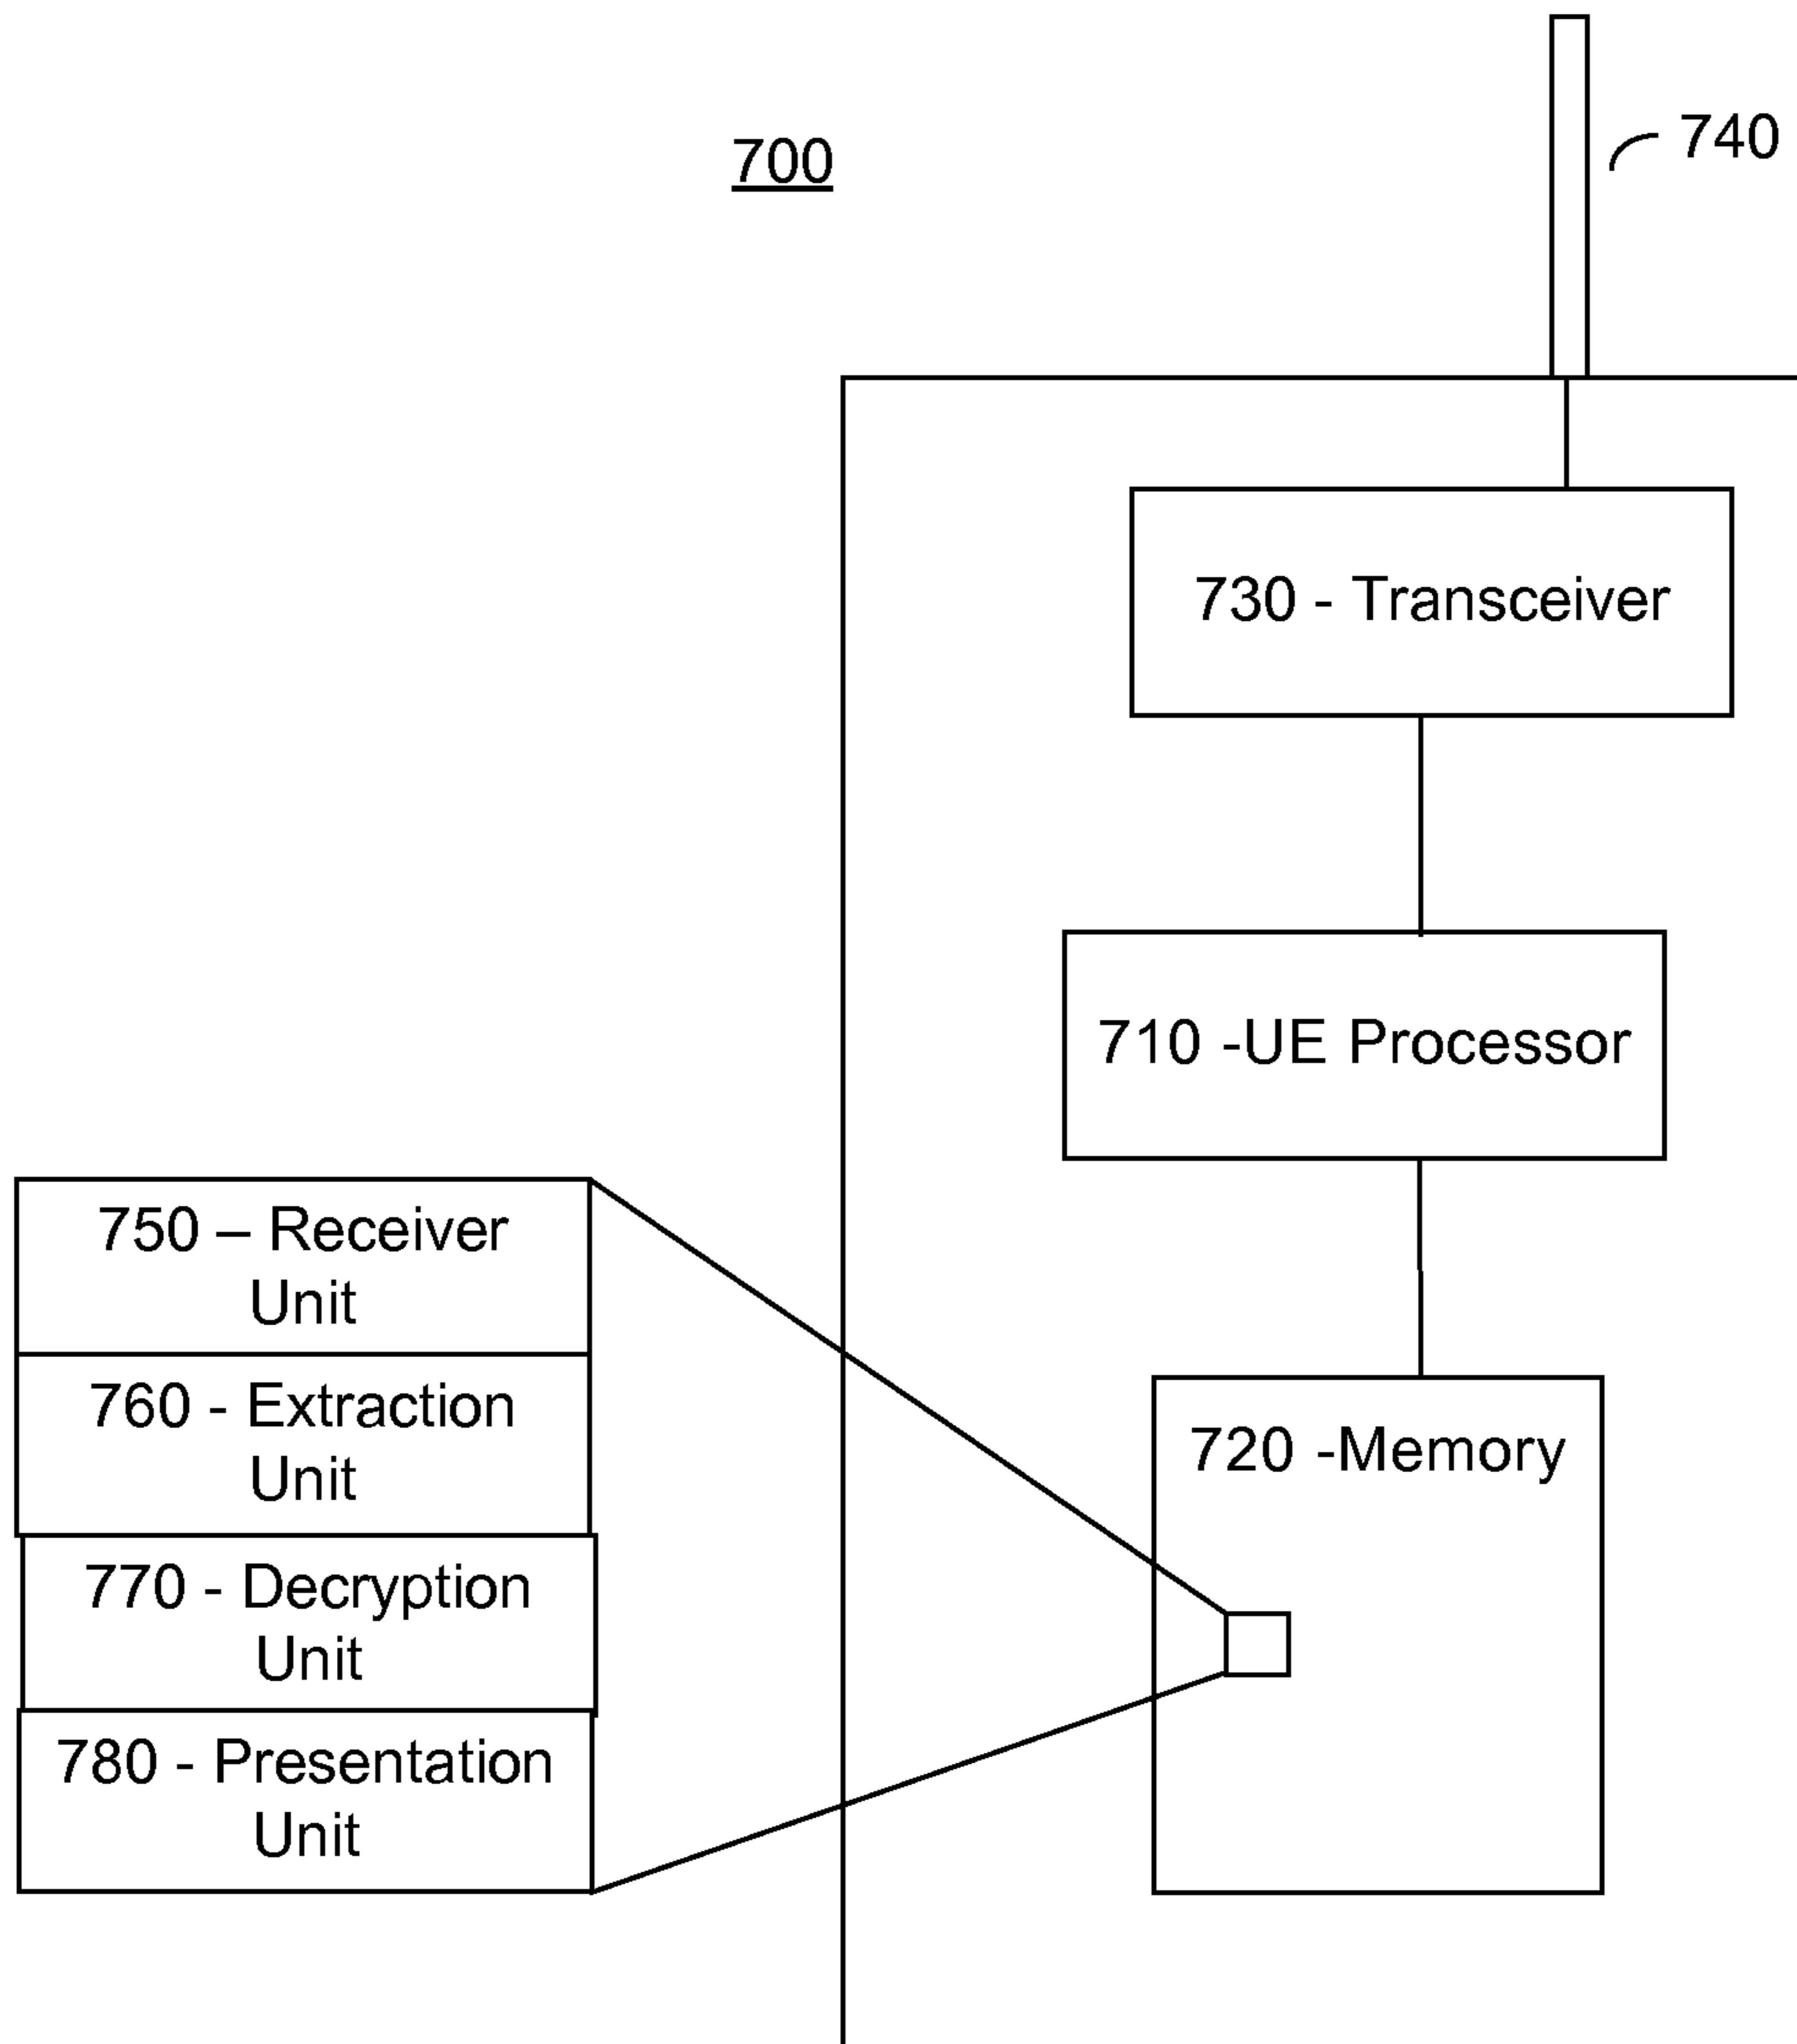 700
740
730 - Transceiver
710 -UE Processor
750 – Receiver
Unit
760 - Extraction
Unit
770 - Decryption
Unit
780 - Presentation
Unit
720 -Memory